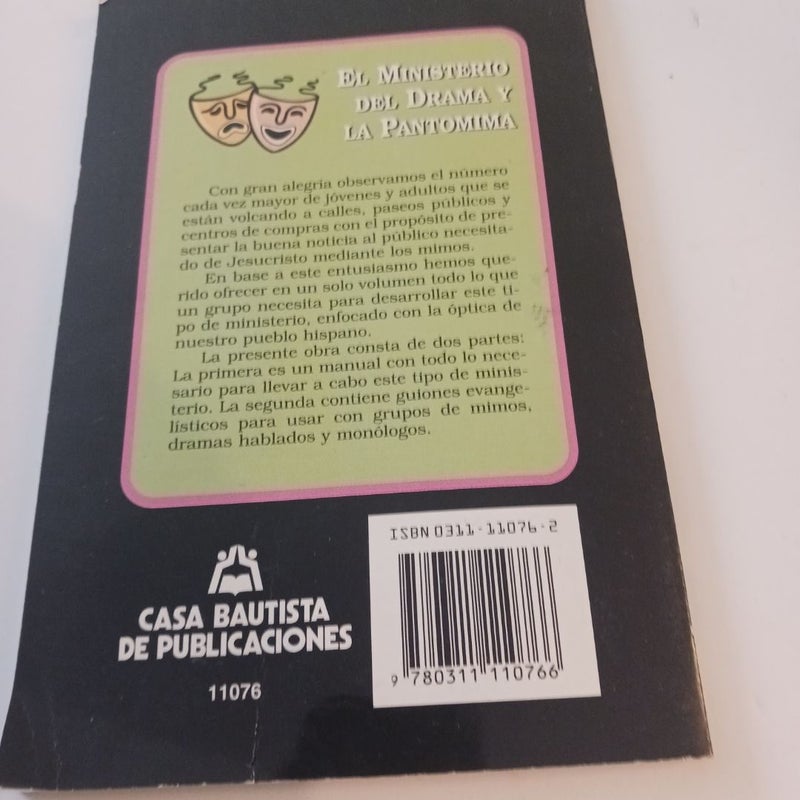 EL MINISTERIO
DEL DRAMA Y
LA PANTOMIMA
Con gran alegría observamos el número
cada vez mayor de jóvenes y adultos que se
están volcando a calles, paseos públicos y
centros de compras con el propósito de pre-
sentar la buena noticia al público necesita-
do de Jesucristo mediante los mimos.
En base a este entusiasmo hemos que-
rido ofrecer en un solo volumen todo lo que
un grupo necesita para desarrollar este ti-
po de ministerio, enfocado con la óptica de
nuestro pueblo hispano.
La presente obra consta de dos partes:
La primera es un manual con todo lo nece-
sario para llevar a cabo este tipo de minis-
terio. La segunda contiene guiones evange-
lísticos para usar con grupos de mimos,
dramas hablados y monólogos.
CASA BAUTISTA
DE PUBLICACIONES
11076
ISBN 0311-11076-2
9 780311 110766